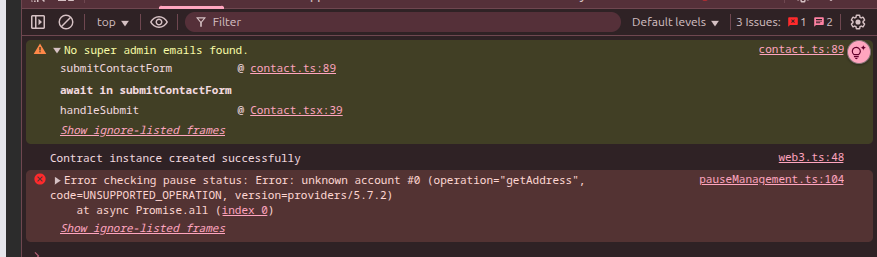 top ▼ Filter Default levels ▼ 3 Issues: 1 2
No super admin emails found. contact.ts:89
submitContactForm @ contact.ts:89
await in submitContactForm
handleSubmit @ Contact.tsx:39
Show ignore-listed frames
Contract instance created successfully web3.ts:48
Error checking pause status: Error: unknown account #0 (operation="getAddress", pauseManagement.ts:104
code=UNSUPPORTED_OPERATION, version=providers/5.7.2)
at async Promise.all (index 0)
Show ignore-listed frames